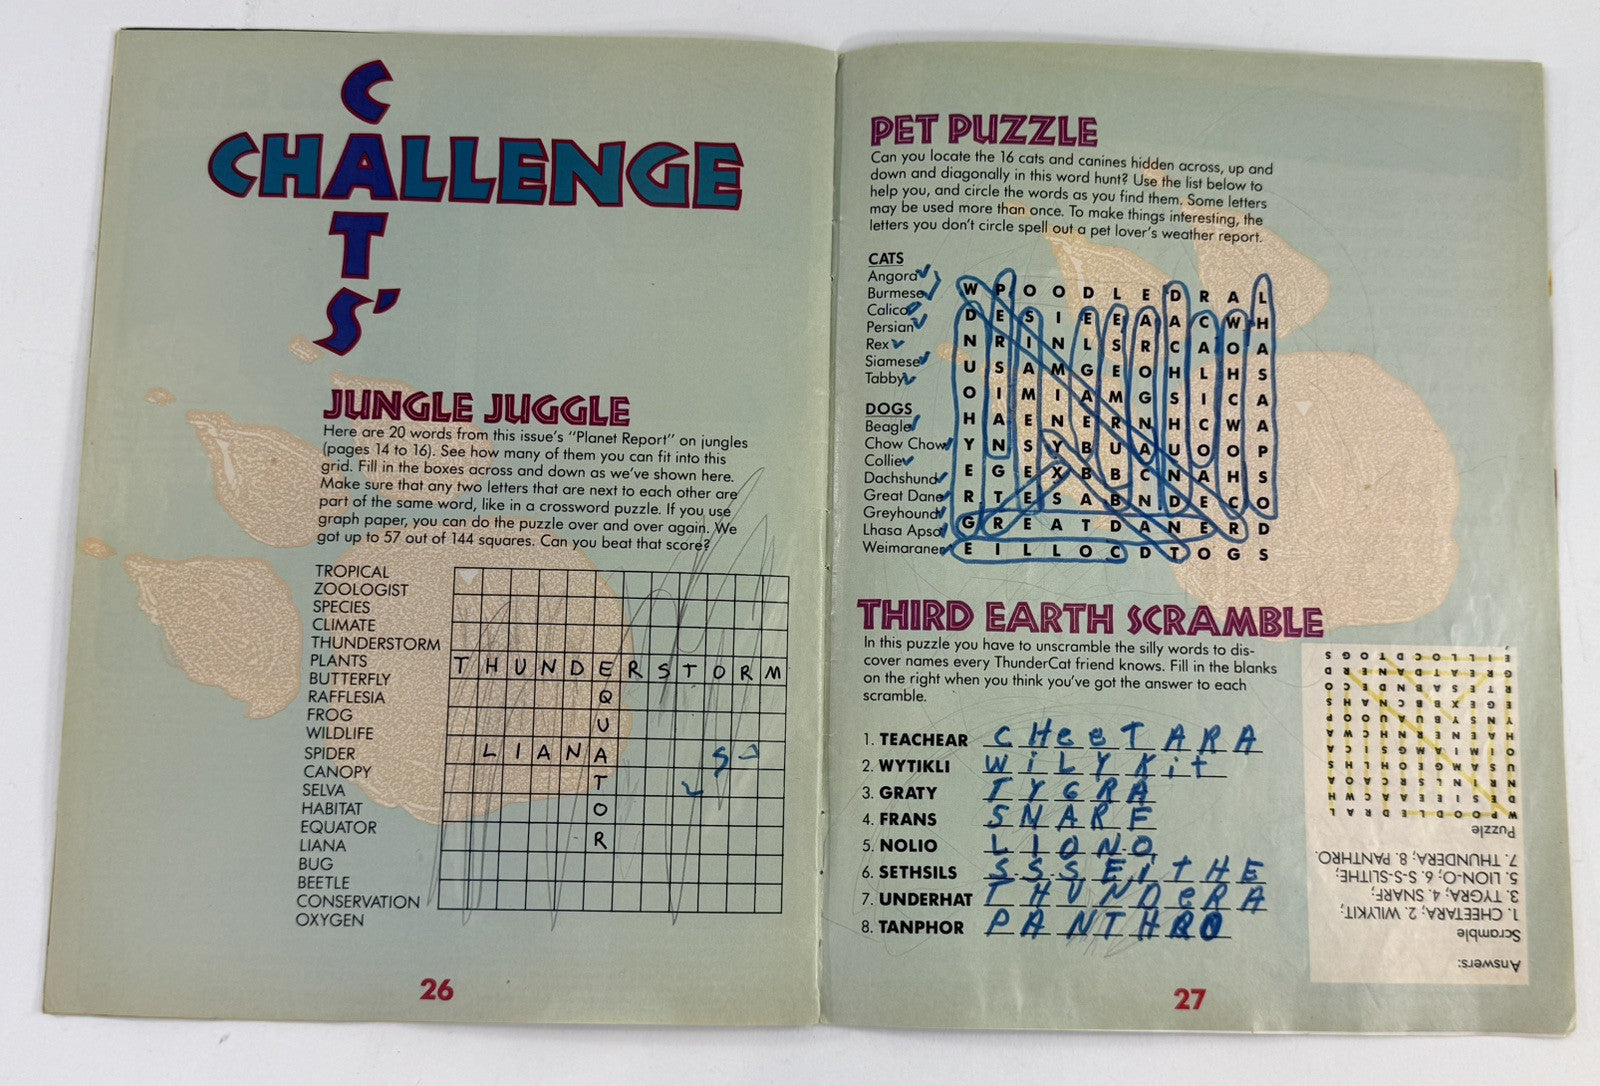 CATS'
CHALLENGE
JUNGLE JUGGLE
Here are 20 words from this issue's "Planet Report" on jungles
(pages 14 to 16). See how many of them you can fit into this
grid. Fill in the boxes across and down as we've shown here.
Make sure that any two letters that are next to each other are
part of the same word, like in a crossword puzzle. If you use
graph paper, you can do the puzzle over and over again. We
got up to 57 out of 144 squares. Can you beat that score?
TROPICAL
ZOOLOGIST
SPECIES
CLIMATE
THUNDERSTORM
PLANTS
BUTTERFLY
RAFFLESIA
FROG
WILDLIFE
SPIDER
CANOPY
SELVA
HABITAT
EQUATOR
LIANA
BUG
BEETLE
CONSERVATION
OXYGEN
T H U N D E R S T O R M
Q
U
L I A N A
T
O
R
26
PET PUZZLE
Can you locate the 16 cats and canines hidden across, up and
down and diagonally in this word hunt? Use the list below to
help you, and circle the words as you find them. Some letters
may be used more than once. To make things interesting, the
letters you don't circle spell out a pet lover's weather report.
CATS
Angora
Burmese
Calico
Persian
Rex
Siamese
Tabby
DOGS
Beagle
Chow Chow
Collie
Dachshund
Great Dane
Greyhound
Lhasa Apso
Weimaraner
W P O O D L E D R A L
D E S I E E A A C W H
N R I N L S R C A O A
U S A M G E O H L H S
O I M I A M G S I C A
H A E N E R N H C W A
Y N S Y B U A U O O P
E G E X B B C N A H S
R T E S A B N D E C O
G R E A T D A N E R D
E I L L O C D T O G S
THIRD EARTH SCRAMBLE
In this puzzle you have to unscramble the silly words to dis-
cover names every ThunderCat friend knows. Fill in the blanks
on the right when you think you've got the answer to each
scramble.
1. TEACHEAR C H e e T A R A
2. WYTIKLI W i L Y K i t
3. GRATY T Y G R A
4. FRANS S N A R F
5. NOLIO L I O N O
6. SETHSILS S S S E i t H E
7. UNDERHAT T H U N D e R A
8. TANPHOR P A N T H R O
27
Answers:
Scramble
1. CHEETARA; 2. WILYKIT;
3. TYGRA; 4. SNARF;
5. LION-O; 6. S-S-SLITHE;
7. THUNDERA; 8. PANTHRO.
Puzzle
W P O O D L E D R A L
D E S I E E A A C W H
N R I N L S R C A O A
U S A M G E O H L H S
O I M I A M G S I C A
H A E N E R N H C W A
Y N S Y B U A U O O P
E G E X B B C N A H S
R T E S A B N D E C O
G R E A T D A N E R D
E I L L O C D T O G S